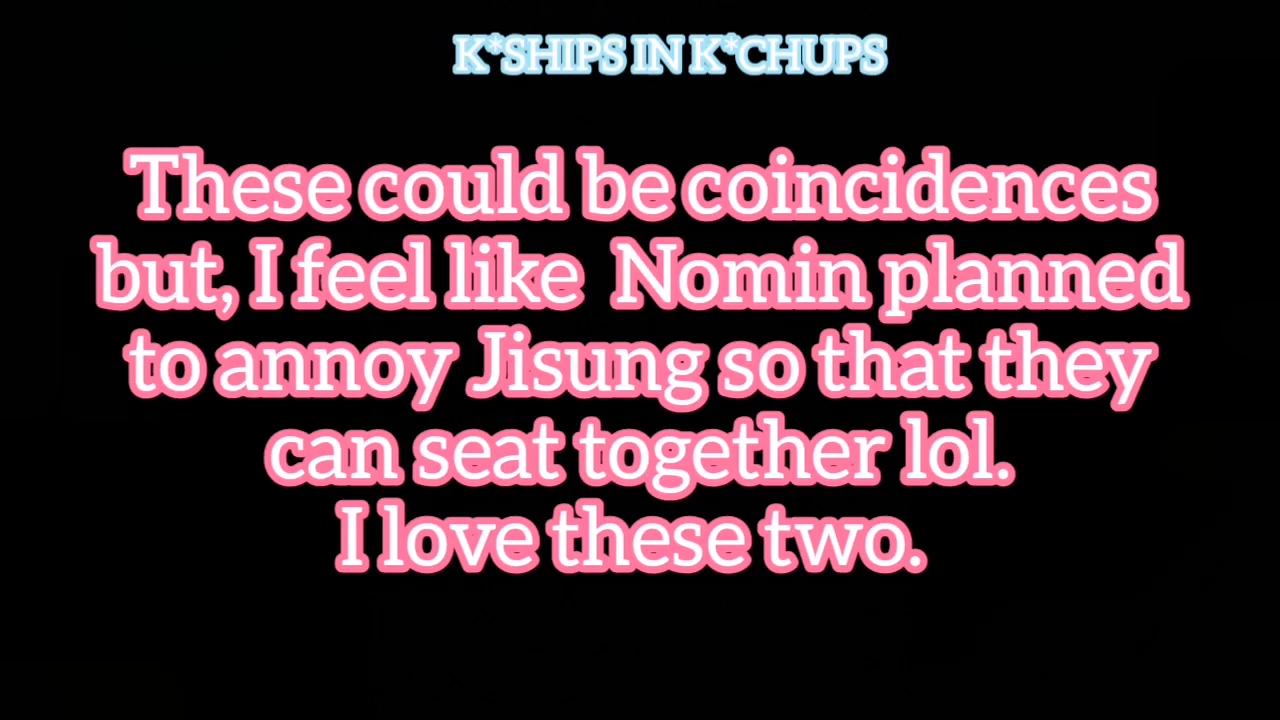 K*SHIPS IN K*CHUPS
These could be coincidences
but, I feel like Nomin planned
to annoy Jisung so that they
can seat together lol.
I love these two.